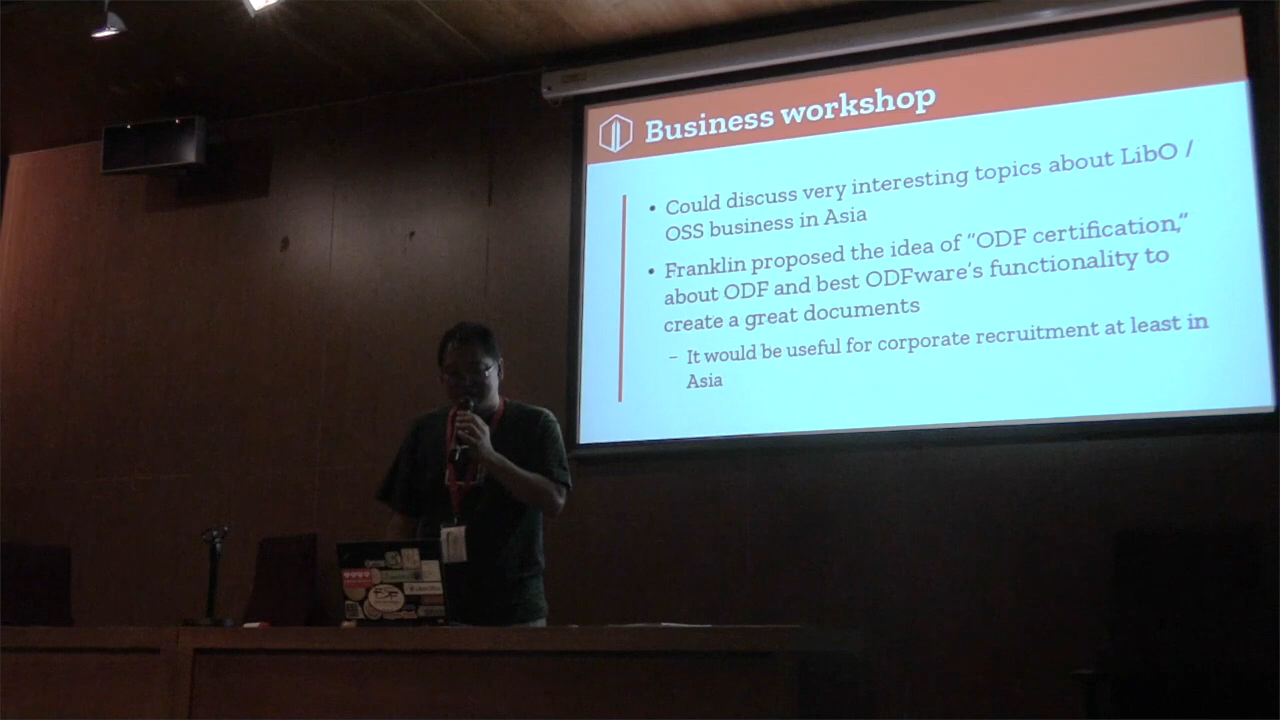 Business workshop
• Could discuss very interesting topics about LibO /
OSS business in Asia
• Franklin proposed the idea of “ODF certification,”
about ODF and best ODFware’s functionality to
create a great documents
– It would be useful for corporate recruitment at least in
Asia